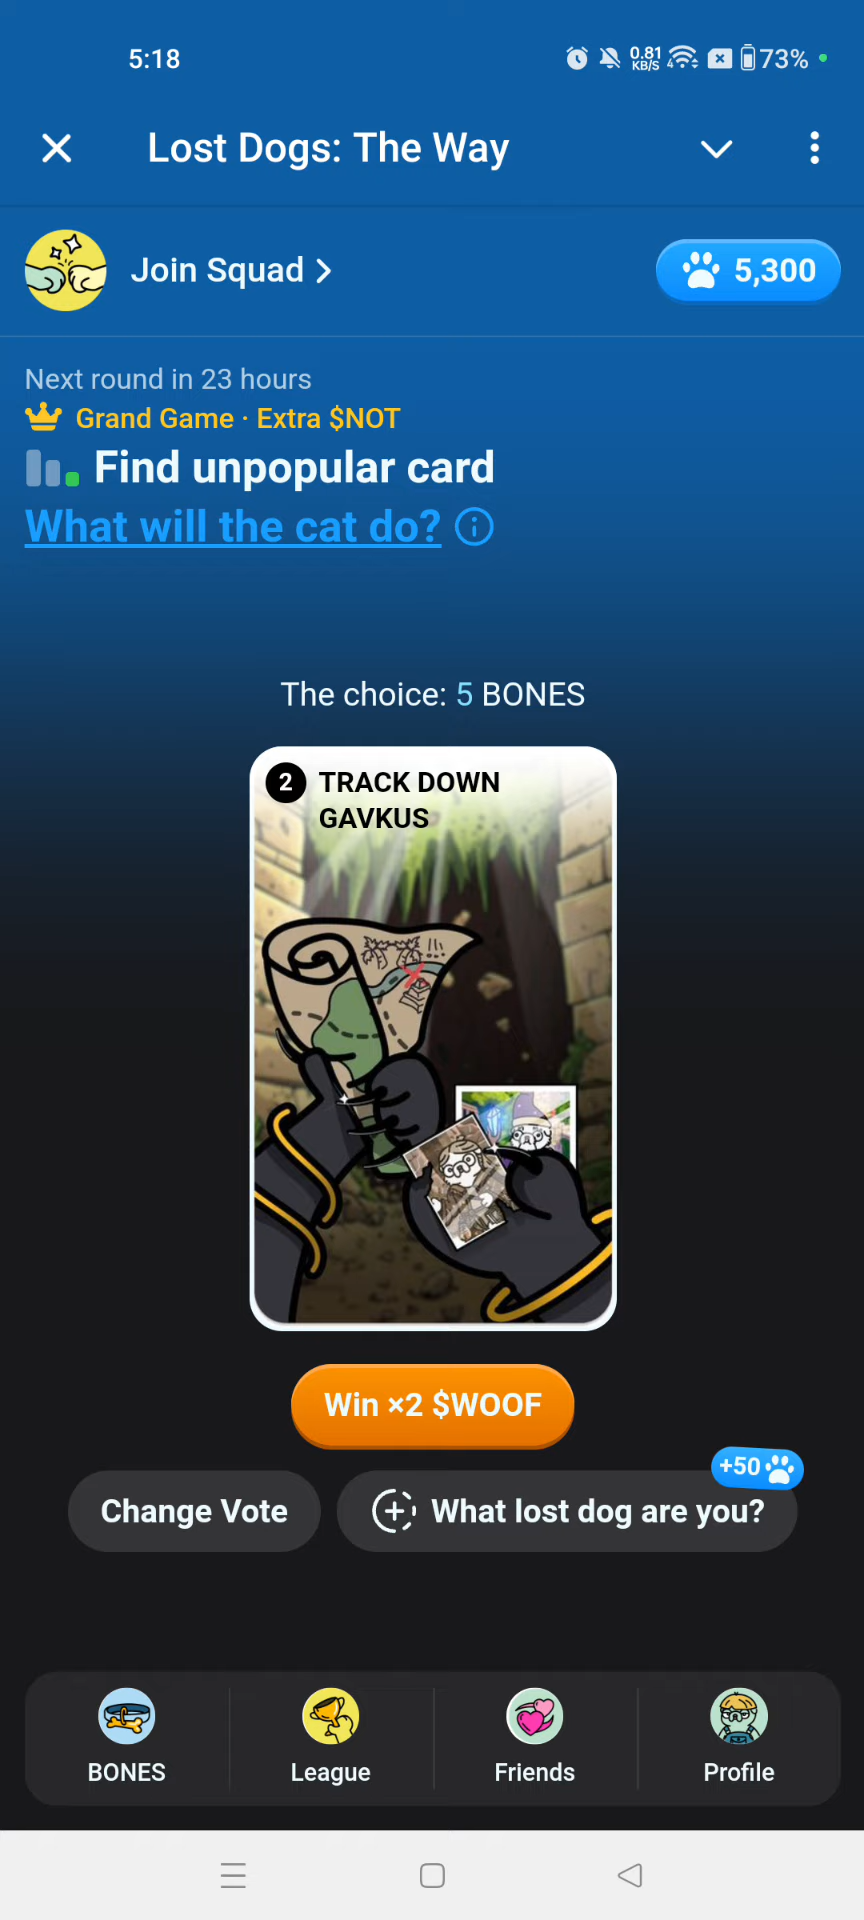 5:18
0.81
KB/S
4
73%
Lost Dogs: The Way
Join Squad
5,300
Next round in 23 hours
Grand Game · Extra $NOT
Find unpopular card
What will the cat do?
The choice: 5 BONES
2 TRACK DOWN
GAVKUS
Win ×2 $WOOF
+50
Change Vote
What lost dog are you?
BONES
League
Friends
Profile